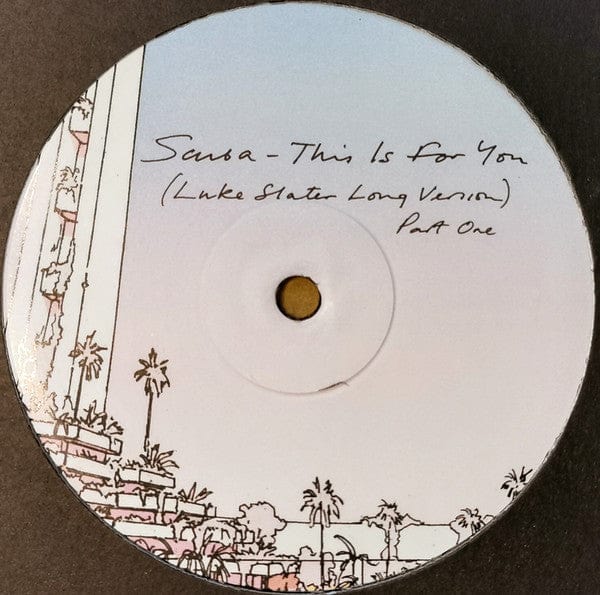 Scuba - This Is For You
(Luke Slater Long Version)
Part One